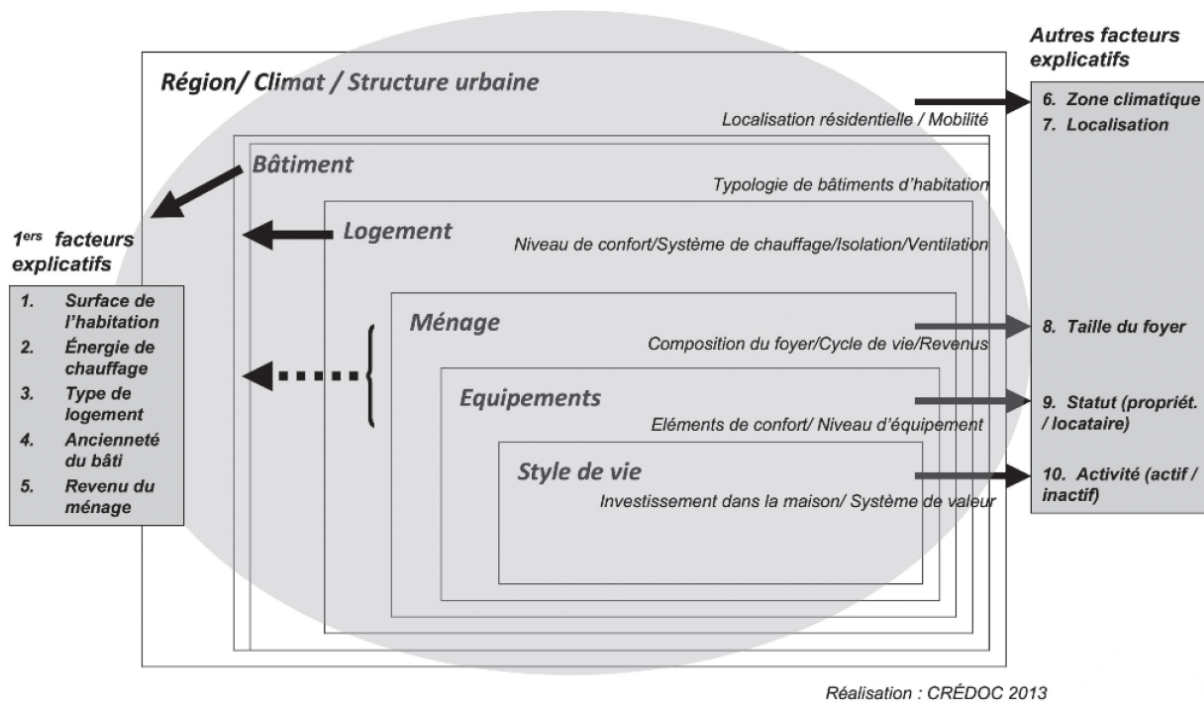 Autres facteurs
explicatifs
Région/ Climat / Structure urbaine
Localisation résidentielle / Mobilité
6. Zone climatique
7. Localisation
Bâtiment
Typologie de bâtiments d'habitation
Logement
Niveau de confort/Système de chauffage/Isolation/Ventilation
1ers facteurs
explicatifs
1. Surface de
l'habitation
2. Énergie de
chauffage
3. Type de
logement
4. Ancienneté
du bâti
5. Revenu du
ménage
Ménage
Composition du foyer/Cycle de vie/Revenus
8. Taille du foyer
Equipements
Eléments de confort/ Niveau d'équipement
9. Statut (propriét.
/ locataire)
Style de vie
Investissement dans la maison/ Système de valeur
10. Activité (actif /
inactif)
Réalisation : CRÉDOC 2013